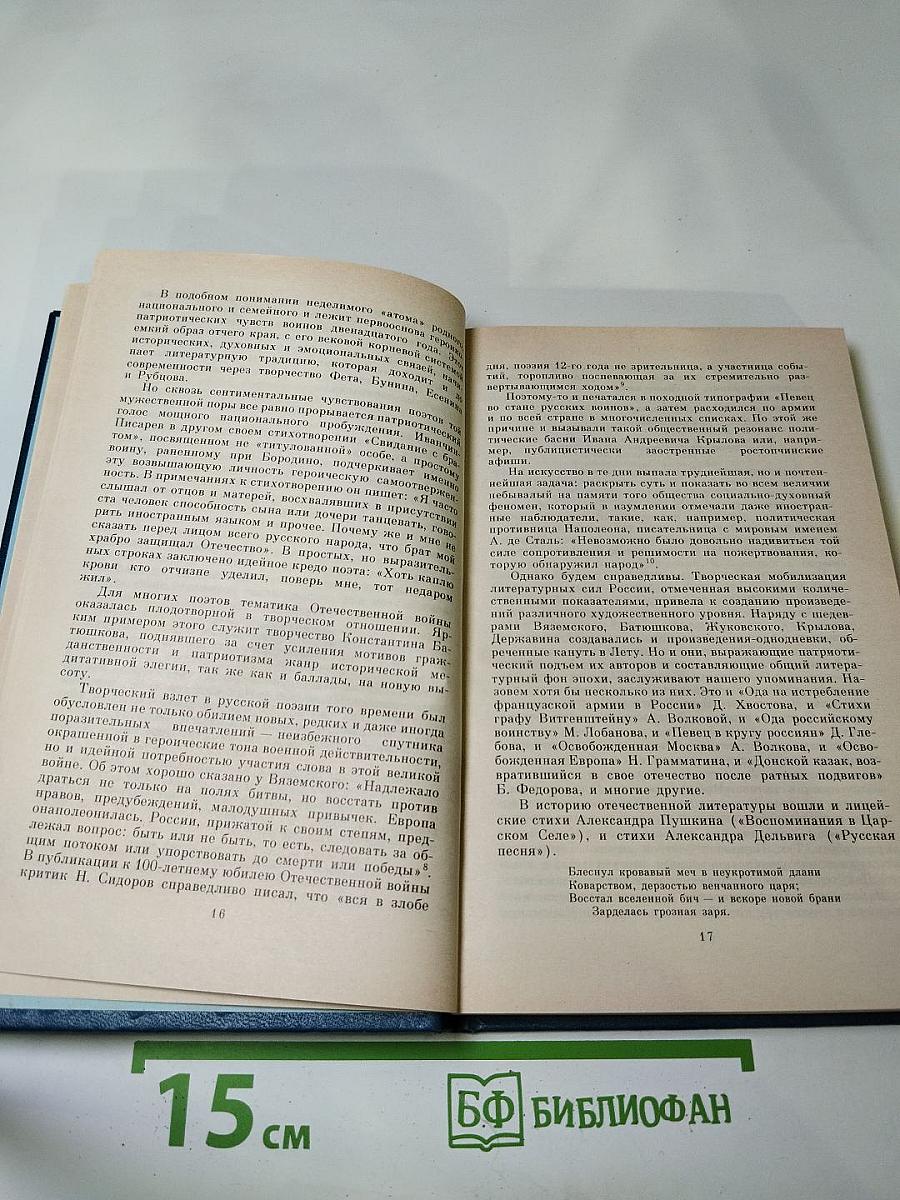 В подобном понимании неделимого «атома» родного,
национального и семейного и лежит первооснова героико-
патриотических чувств воинов двенадцатого года. Этот
емкий образ отчего края, с его вековой корневой системой
исторических, духовных и эмоциональных связей, начи-
нает литературную традицию, которая доходит и до
современности через творчество Фета, Бунина, Есенина
и Рубцова.
Но сквозь сентиментальные чувствования поэтов той
мужественной поры все равно прорывается патриотический
голос мощного национального пробуждения. Иванчин-
Писарев в другом своем стихотворении «Свидание с бра-
том», посвященном не «титулованной» особе, а простому
воину, раненному при Бородино, подчеркивает именно
эту возвышающую личность героическую самоотвержен-
ность. В примечаниях к стихотворению он пишет: «Я часто
слышал от отцов и матерей, восхвалявших в присутствии
ста человек способность сына или дочери танцевать, гово-
рить иностранным языком и прочее. Почему же и мне не
сказать перед лицом всего русского народа, что брат мой
храбро защищал Отечество». В простых, но выразитель-
ных строках заключено идейное кредо поэта: «Хоть каплю
крови кто отчизне уделил, поверь мне, тот недаром
жил».
Для многих поэтов тематика Отечественной войны
оказалась плодотворной в творческом отношении. Яр-
ким примером этого служит творчество Константина Ба-
тюшкова, поднявшего за счет усиления мотивов граж-
данственности и патриотизма жанр исторической ме-
дитативной элегии, так же как и баллады, на новую вы-
соту.
Творческий взлет в русской поэзии того времени был
обусловлен не только обилием новых, редких и даже иногда
поразительных впечатлений — неизбежного спутника
окрашенной в героические тона военной действительности,
но и идейной потребностью участия слова в этой великой
войне. Об этом хорошо сказано у Вяземского: «Надлежало
драться не только на полях битвы, но восстать против
нравов, предубеждений, малодушных привычек. Европа
онаполеонилась. России, прижатой к своим степям, пред-
лежал вопрос: быть или не быть, то есть, следовать за об-
щим потоком или упорствовать до смерти или победы»⁸.
В публикации к 100-летнему юбилею Отечественной войны
критик Н. Сидоров справедливо писал, что «вся в злобе
16
дня, поэзия 12-го года не зрительница, а участница собы-
тий, торопливо поспевающая за их стремительно раз-
вертывающимся ходом»⁹.
Поэтому-то и печатался в походной типографии «Певец
во стане русских воинов», а затем расходился по армии
и по всей стране в многочисленных списках. По этой же
причине и вызывали такой общественный резонанс поли-
тические басни Ивана Андреевича Крылова или, напри-
мер, публицистически заостренные ростопчинские
афиши.
На искусство в те дни выпала труднейшая, но и почтен-
нейшая задача: раскрыть суть и показать во всем величии
небывалый на памяти того общества социально-духовный
феномен, который в изумлении отмечали даже иностран-
ные наблюдатели, такие, как, например, политическая
противница Наполеона, писательница с мировым именем
А. де Сталь: «Невозможно было довольно надивиться той
силе сопротивления и решимости на пожертвования, ко-
торую обнаружил народ»¹⁰.
Однако будем справедливы. Творческая мобилизация
литературных сил России, отмеченная высокими количе-
ственными показателями, привела к созданию произведе-
ний различного художественного уровня. Наряду с шедев-
рами Вяземского, Батюшкова, Жуковского, Крылова,
Державина создавались и произведения-однодневки, об-
реченные кануть в Лету. Но и они, выражающие патриоти-
ческий подъем их авторов и составляющие общий литера-
турный фон эпохи, заслуживают нашего упоминания. На-
зовем хотя бы несколько из них. Это и «Ода на истребление
французской армии в России» Д. Хвостова, и «Стихи
графу Витгенштейну» А. Волковой, и «Ода российскому
воинству» М. Лобанова, и «Певец в кругу россиян» Д. Гле-
бова, и «Освобожденная Москва» А. Волкова, и «Осво-
божденная Европа» Н. Грамматина, и «Донской казак, воз-
вратившийся в свое отечество после ратных подвигов»
Б. Федорова, и многие другие.
В историю отечественной литературы вошли и лицей-
ские стихи Александра Пушкина («Воспоминания в Цар-
ском Селе»), и стихи Александра Дельвига («Русская
песня»).
Блеснул кровавый меч в неукротимой длани
Коварством, дерзостью венчанного царя;
Восстал вселенной бич — и вскоре новой брани
Зарделась грозная заря.
17
15 см
БФ БИБЛИОФАН